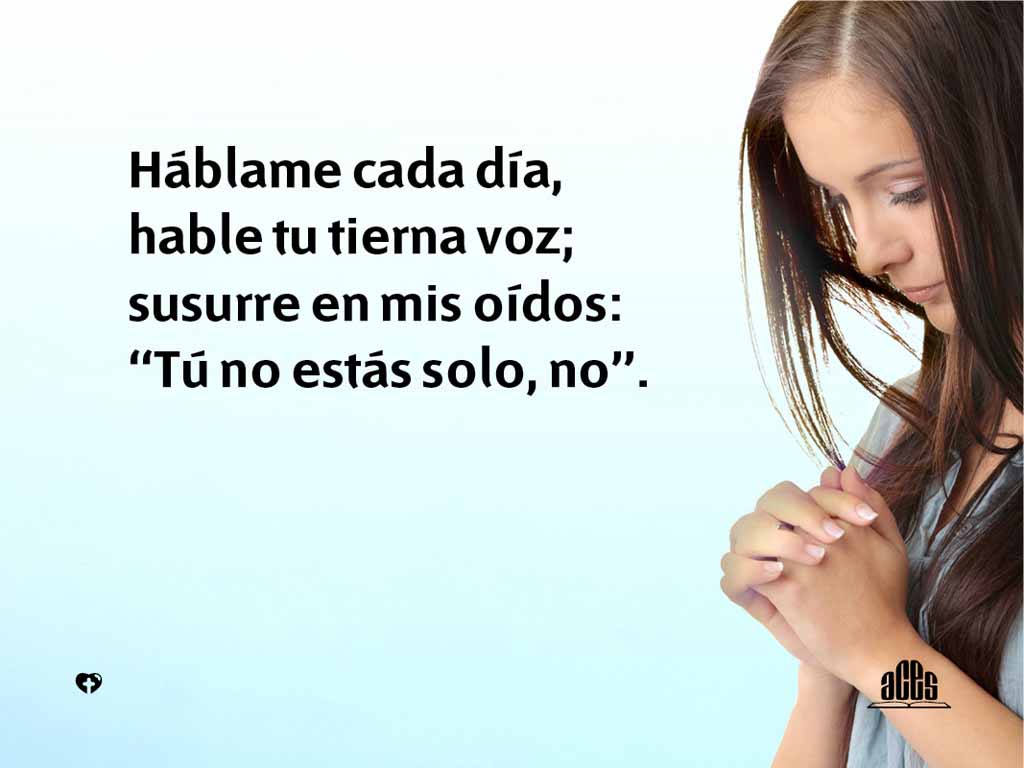 Háblame cada día,
hable tu tierna voz;
susurre en mis oídos:
“Tú no estás solo, no”.
aces